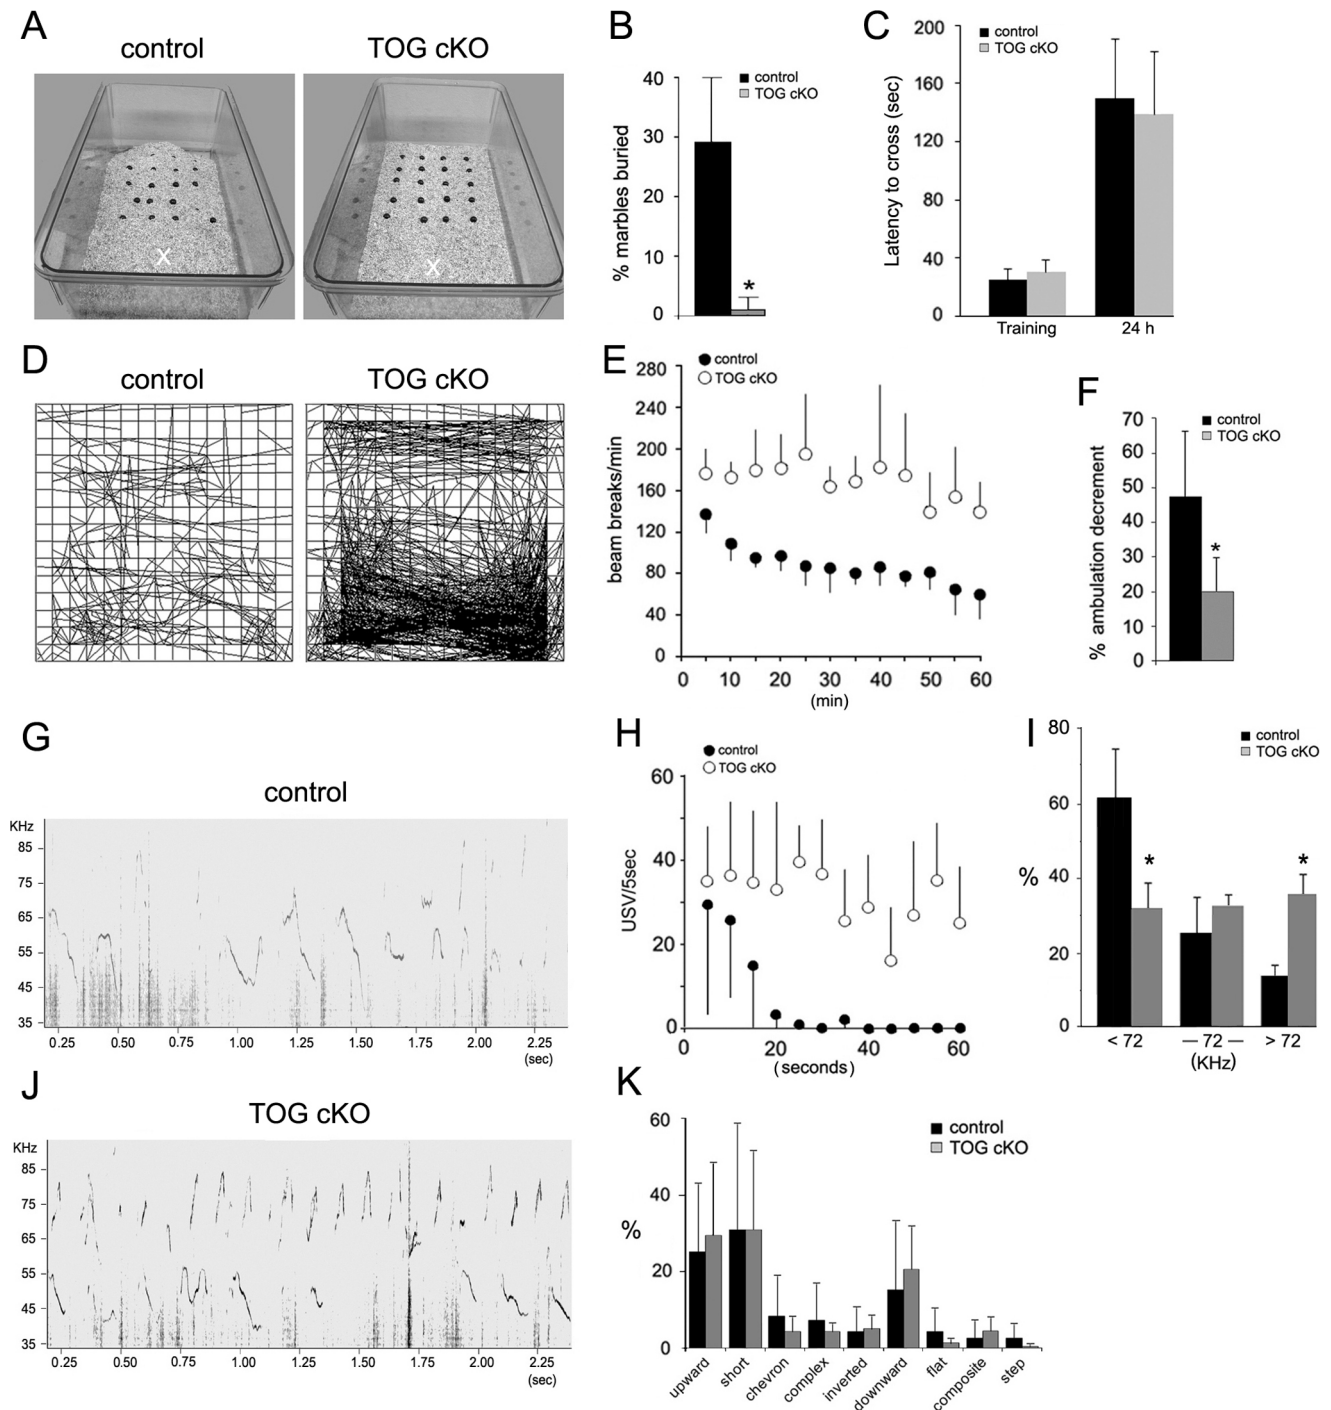 A
control
TOG cKO
X
X
B
control
TOG cKO
% marbles buried
40
30
20
10
0
*
C
control
TOG cKO
Latency to cross (sec)
200
160
120
80
40
0
Training
24 h
D
control
TOG cKO
E
control
TOG cKO
beam breaks/min
280
240
200
160
120
80
40
0
0 10 20 30 40 50 60
(min)
F
control
TOG cKO
% ambulation decrement
70
60
50
40
30
20
10
0
*
G
control
KHz
85
75
65
55
45
35
0.25 0.50 0.75 1.00 1.25 1.50 1.75 2.00 2.25
(sec)
H
control
TOG cKO
USV/5sec
60
40
20
0
0 20 40 60
(seconds)
I
control
TOG cKO
%
80
60
40
20
0
*
*
< 72 — 72 — > 72
(KHz)
J
TOG cKO
KHz
85
75
65
55
45
35
0.25 0.50 0.75 1.00 1.25 1.50 1.75 2.00 2.25
(sec)
K
control
TOG cKO
%
60
40
20
0
upward
short
chevron
complex
inverted
downward
flat
composite
step